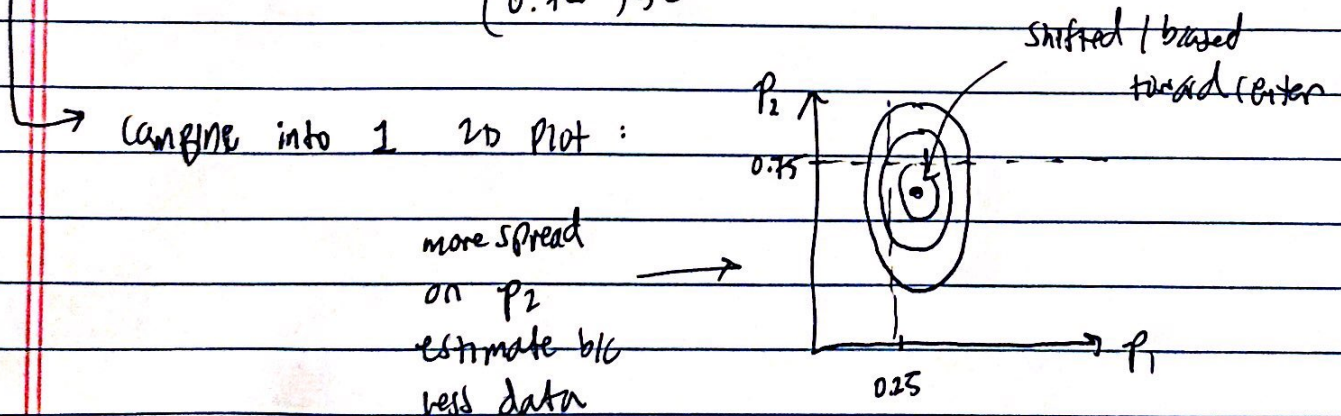 shifted / biased
toward center
P₂
combine into 1 2D plot :
0.75
more spread
on p₂
estimate b/c
less data
P₁
0.25